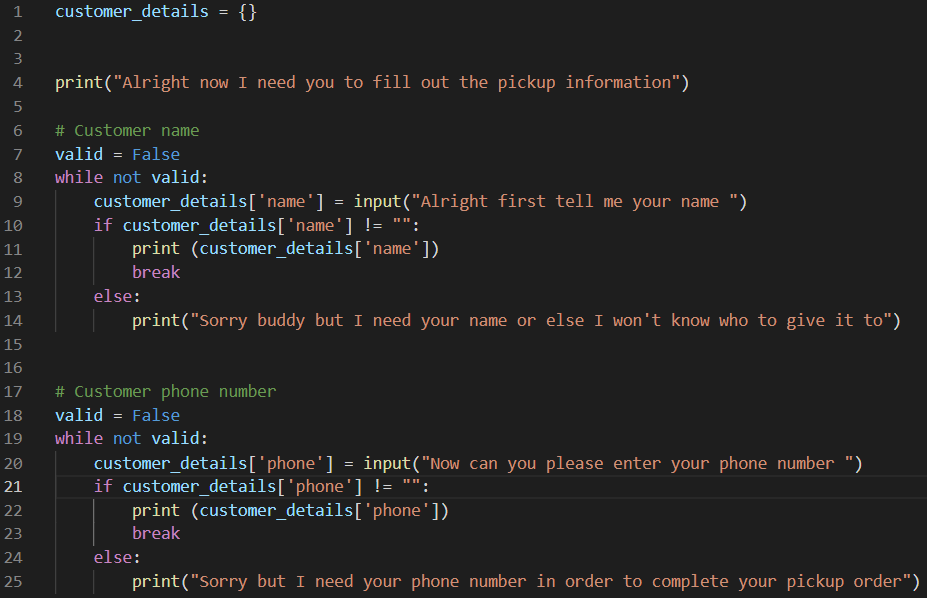 1 customer_details = {}
2
3
4 print("Alright now I need you to fill out the pickup information")
5
6 # Customer name
7 valid = False
8 while not valid:
9     customer_details['name'] = input("Alright first tell me your name ")
10     if customer_details['name'] != "":
11         print (customer_details['name'])
12         break
13     else:
14         print("Sorry buddy but I need your name or else I won't know who to give it to")
15
16
17 # Customer phone number
18 valid = False
19 while not valid:
20     customer_details['phone'] = input("Now can you please enter your phone number ")
21     if customer_details['phone'] != "":
22         print (customer_details['phone'])
23         break
24     else:
25         print("Sorry but I need your phone number in order to complete your pickup order")